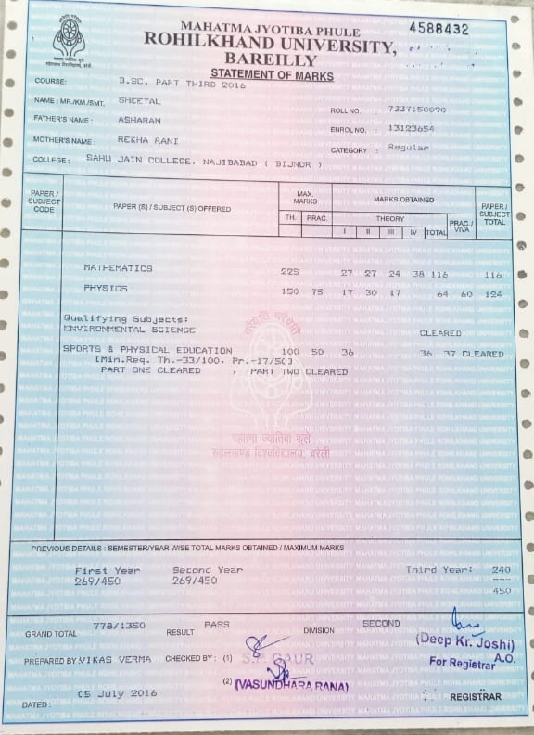 MAHATMA JYOTIBA PHULE
4588432
ROHILKHAND UNIVERSITY,
BAREILLY
STATEMENT OF MARKS
COURSE: B.SC. PART THIRD 2016
NAME : MR./KM./SMT. SHEETAL
ROLL NO.
FATHER'S NAME : ASHARAN
ENROL NO. : 13123654
MOTHER'S NAME : REKHA RANI
CATEGORY : Regular
COLLEGE: SAHU JAIN COLLEGE, NAJIBABAD ( BIJNOR )
PAPER / SUBJECT CODE PAPER (S) / SUBJECT (S) OFFERED MAX. MARKS MARKS OBTAINED PAPER / SUBJECT TOTAL
TH. PRAC. THEORY PRAC./ VIVA
I II III IV TOTAL
MATHEMATICS 225 27 27 24 38 116 116
PHYSICS 150 75 17 30 17 64 60 124
Qualifying Subjects:
ENVIRONMENTAL SCIENCE CLEARED
SPORTS & PHYSICAL EDUCATION 100 50 36 36 37 CLEARED
[Min.Req. Th.-33/100, Pr.-17/50]
PART ONE CLEARED , PART TWO CLEARED
महात्मा ज्योतिबा फुले
रुहेलखण्ड विश्वविद्यालय, बरेली
PREVIOUS DETAILS : SEMESTER/YEAR WISE TOTAL MARKS OBTAINED / MAXIMUM MARKS
First Year Second Year Third Year: 240
269/450 269/450 ---
450
GRAND TOTAL 778/1350 RESULT PASS DIVISION SECOND
(Deep Kr. Joshi)
A.O.
For Registrar
PREPARED BY : VIKAS VERMA CHECKED BY : (1) S.P. GAUR
(2) (VASUNDHARA RANA)
DATED : 05 July 2016
REGISTRAR